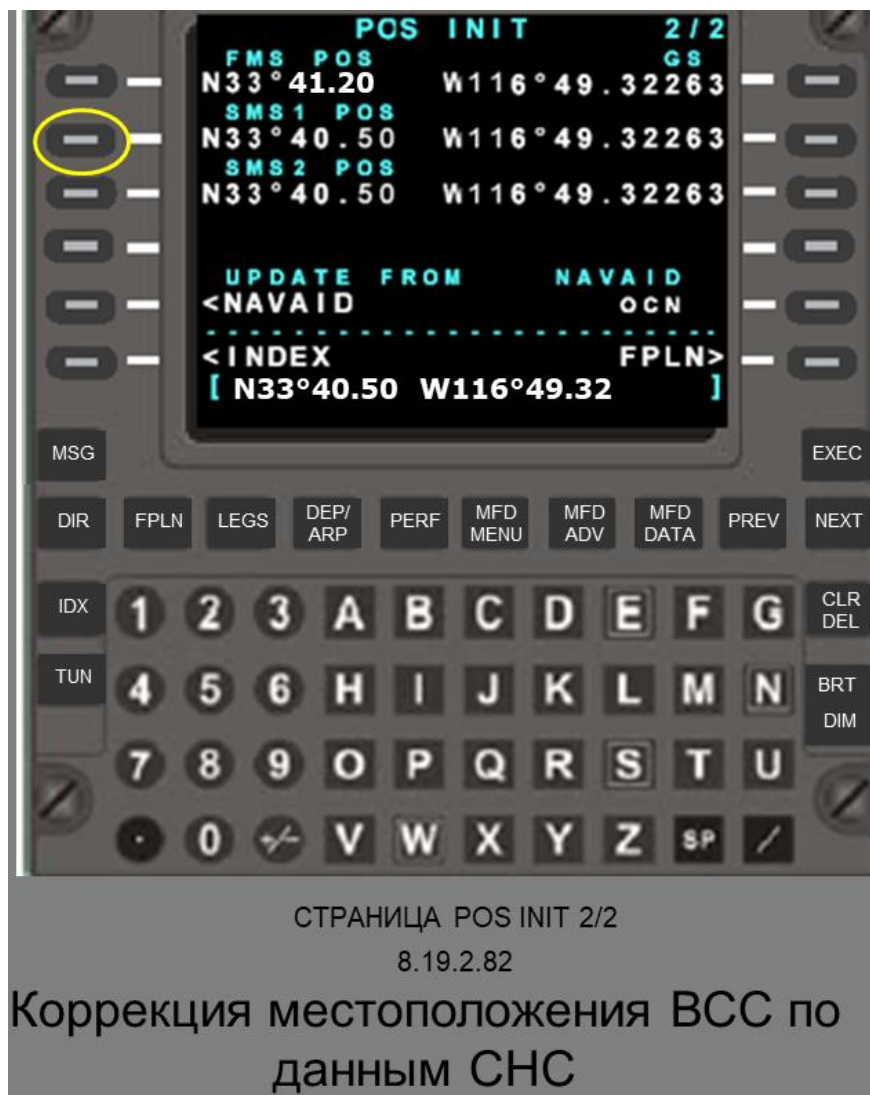 POS INIT 2/2
FMS POS GS
N33°41.20 W116°49.32263
SMS1 POS
N33°40.50 W116°49.32263
SMS2 POS
N33°40.50 W116°49.32263
UPDATE FROM NAVAID
<NAVAID OCN
<INDEX FPLN>
[ N33°40.50 W116°49.32 ]
MSG EXEC
DIR FPLN LEGS DEP/ ARP PERF MFD MENU MFD ADV MFD DATA PREV NEXT
IDX 1 2 3 A B C D E F G CLR DEL
TUN 4 5 6 H I J K L M N BRT DIM
7 8 9 O P Q R S T U
. 0 +/- V W X Y Z SP /
СТРАНИЦА POS INIT 2/2
8.19.2.82
Коррекция местоположения ВСС по
данным СНС